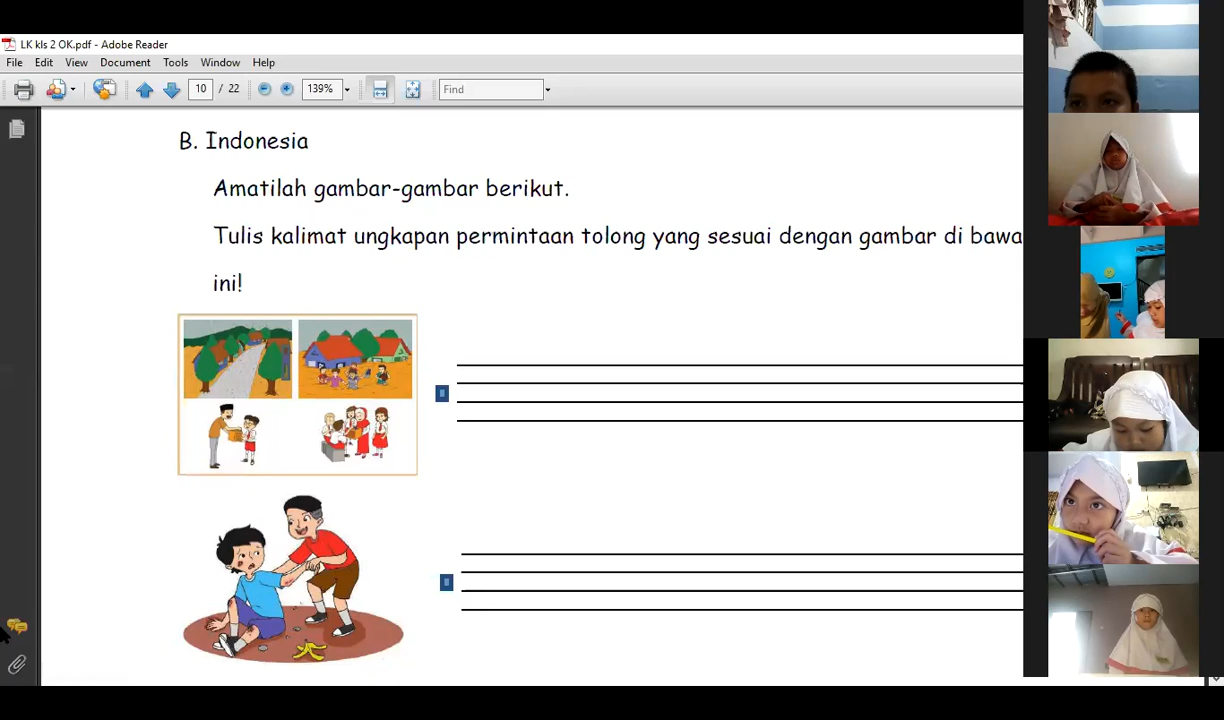 LK kls 2 OK.pdf - Adobe Reader
File Edit View Document Tools Window Help
10 / 22 139% Find
B. Indonesia
Amatilah gambar-gambar berikut.
Tulis kalimat ungkapan permintaan tolong yang sesuai dengan gambar di bawa
ini!